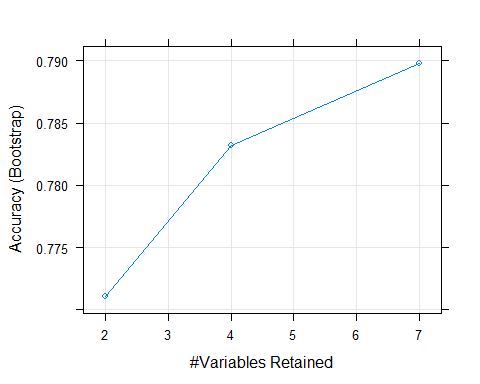 0.790
0.785
0.780
0.775
Accuracy (Bootstrap)
2 3 4 5 6 7
#Variables Retained